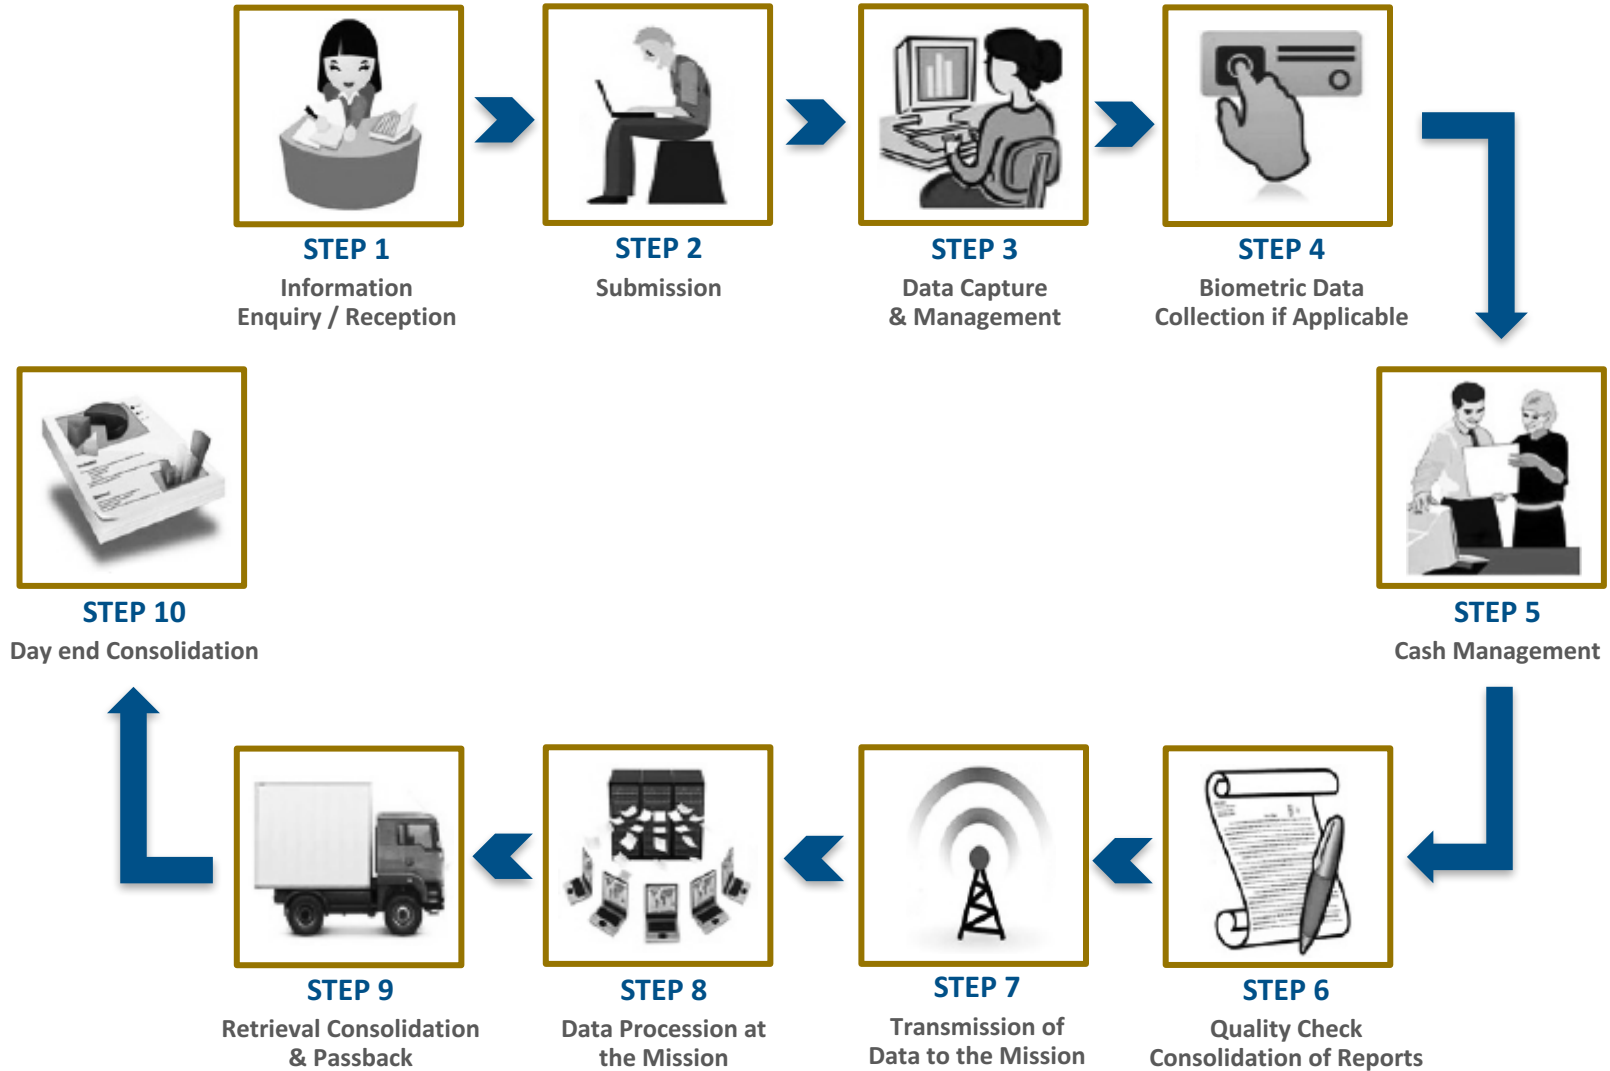 STEP 1
Information
Enquiry / Reception
STEP 2
Submission
STEP 3
Data Capture
& Management
STEP 4
Biometric Data
Collection if Applicable
STEP 5
Cash Management
STEP 6
Quality Check
Consolidation of Reports
STEP 7
Transmission of
Data to the Mission
STEP 8
Data Procession at
the Mission
STEP 9
Retrieval Consolidation
& Passback
STEP 10
Day end Consolidation